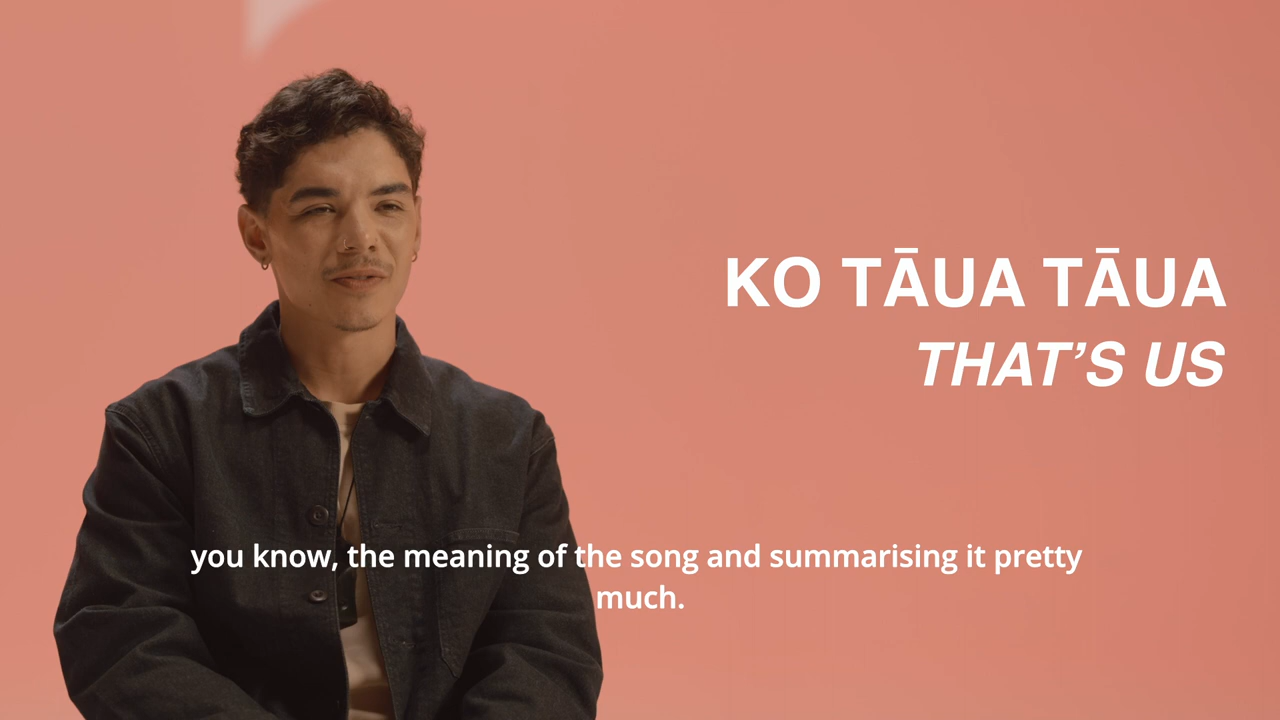 KO TĀUA TĀUA
THAT’S US
you know, the meaning of the song and summarising it pretty
much.